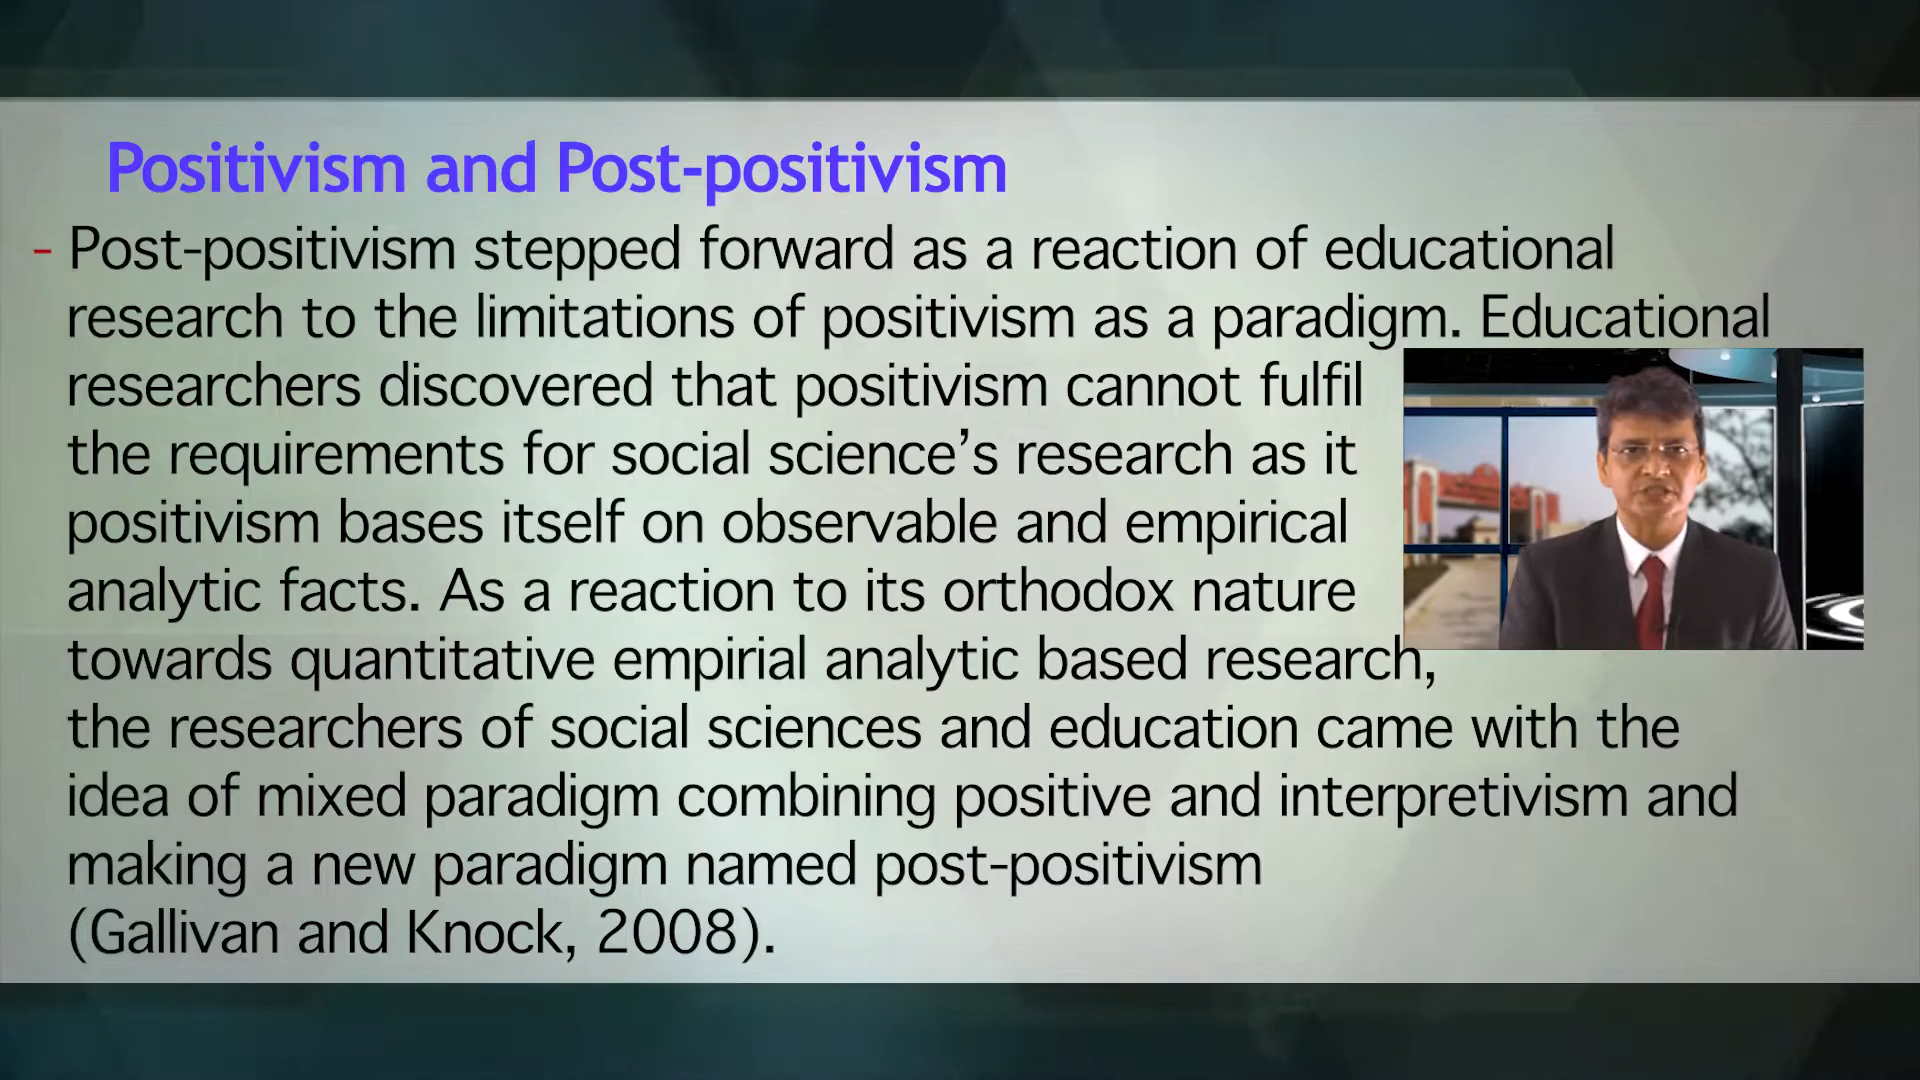 Positivism and Post-positivism
- Post-positivism stepped forward as a reaction of educational
research to the limitations of positivism as a paradigm. Educational
researchers discovered that positivism cannot fulfil
the requirements for social science’s research as it
positivism bases itself on observable and empirical
analytic facts. As a reaction to its orthodox nature
towards quantitative empirial analytic based research,
the researchers of social sciences and education came with the
idea of mixed paradigm combining positive and interpretivism and
making a new paradigm named post-positivism
(Gallivan and Knock, 2008).